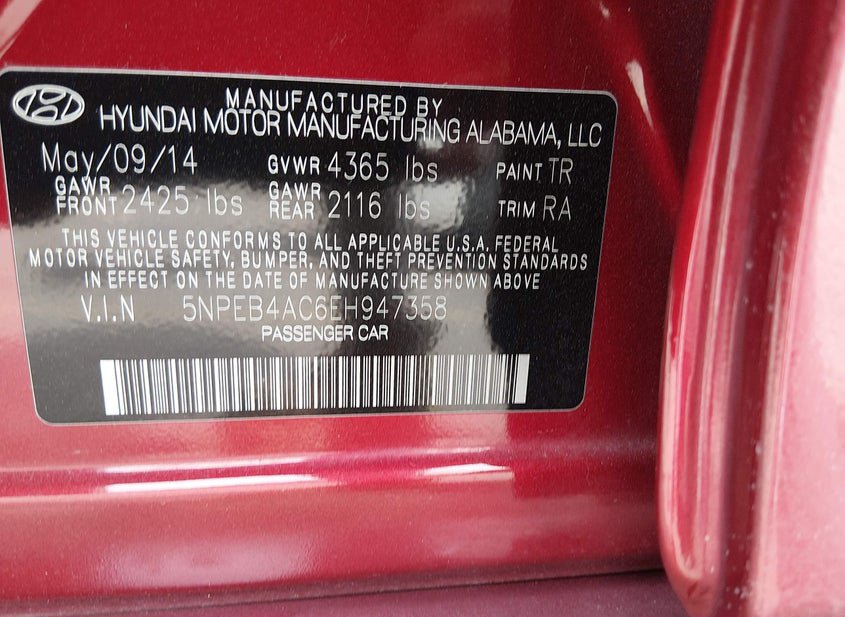 MANUFACTURED BY
HYUNDAI MOTOR MANUFACTURING ALABAMA, LLC
May/09/14 GVWR 4365 lbs PAINT TR
GAWR FRONT 2425 lbs GAWR REAR 2116 lbs TRIM RA
THIS VEHICLE CONFORMS TO ALL APPLICABLE U.S.A. FEDERAL
MOTOR VEHICLE SAFETY, BUMPER, AND THEFT PREVENTION STANDARDS
IN EFFECT ON THE DATE OF MANUFACTURE SHOWN ABOVE
V.I.N 5NPEB4AC6EH947358
PASSENGER CAR